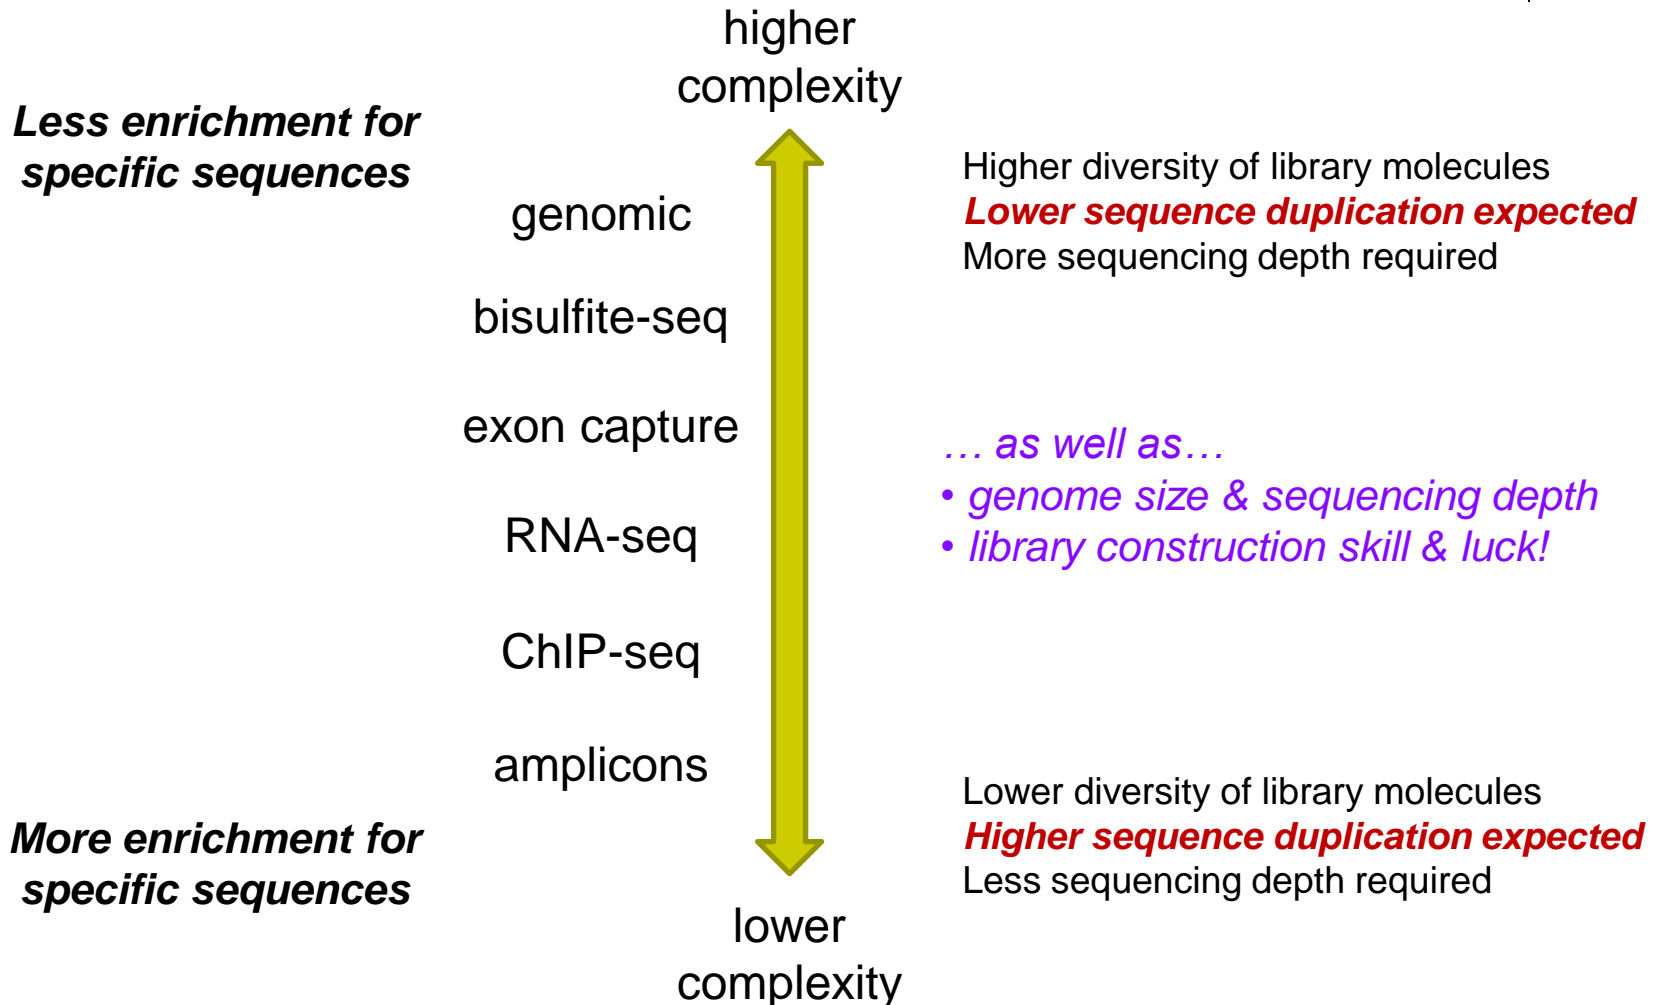 higher
complexity
Less enrichment for
specific sequences
Higher diversity of library molecules
Lower sequence duplication expected
More sequencing depth required
genomic
bisulfite-seq
exon capture
… as well as…
• genome size & sequencing depth
• library construction skill & luck!
RNA-seq
ChIP-seq
amplicons
Lower diversity of library molecules
Higher sequence duplication expected
Less sequencing depth required
More enrichment for
specific sequences
lower
complexity